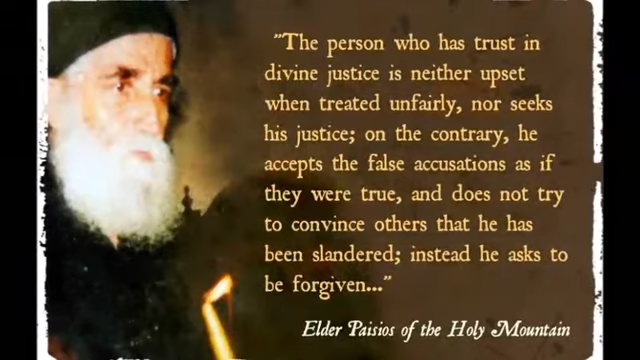 "The person who has trust in
divine justice is neither upset
when treated unfairly, nor seeks
his justice; on the contrary, he
accepts the false accusations as if
they were true, and does not try
to convince others that he has
been slandered; instead he asks to
be forgiven..."
Elder Paisios of the Holy Mountain